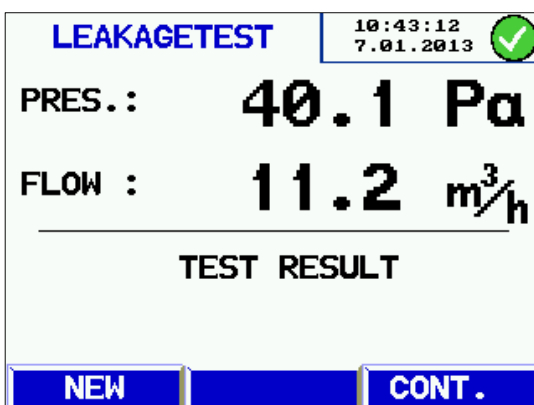 LEAKAGETEST
10:43:12
7.01.2013
PRES.: 40.1 Pa
FLOW : 11.2 m³/h
TEST RESULT
NEW CONT.